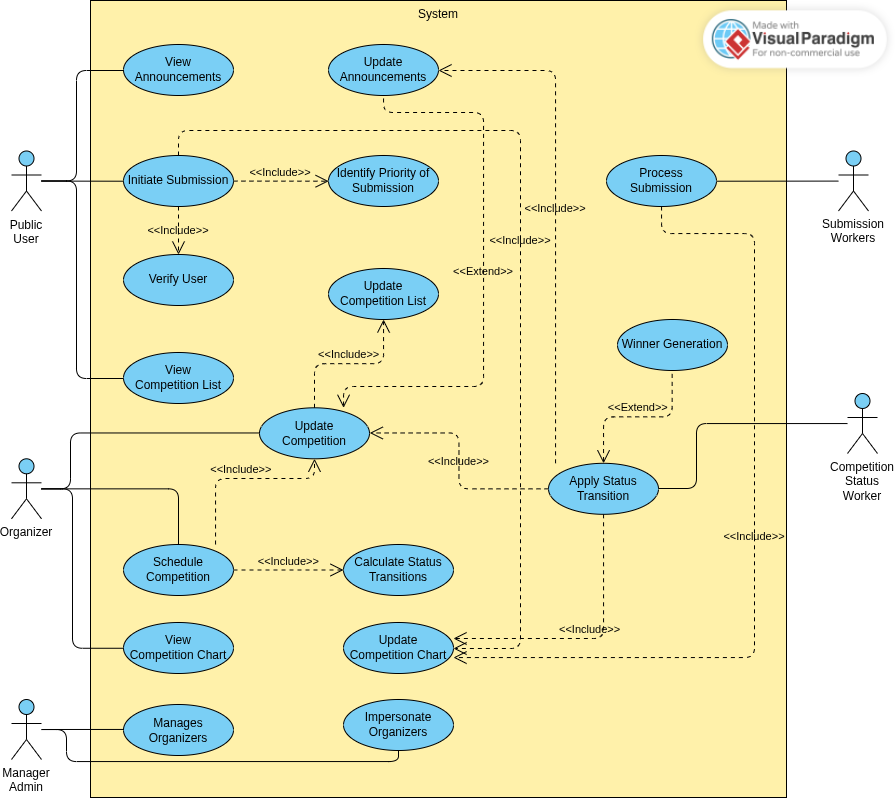 System
Made with
Visual Paradigm
For non-commercial use
View
Announcements
Update
Announcements
Initiate Submission
<<Include>>
Identify Priority of
Submission
Process
Submission
Public
User
Submission
Workers
<<Include>>
<<Include>>
<<Include>>
Verify User
<<Extend>>
Update
Competition List
Winner Generation
<<Include>>
View
Competition List
<<Extend>>
Update
Competition
<<Include>>
<<Include>>
Apply Status
Transition
Competition
Status
Worker
Organizer
<<Include>>
Schedule
Competition
<<Include>>
Calculate Status
Transitions
<<Include>>
View
Competition Chart
Update
Competition Chart
Manages
Organizers
Impersonate
Organizers
Manager
Admin